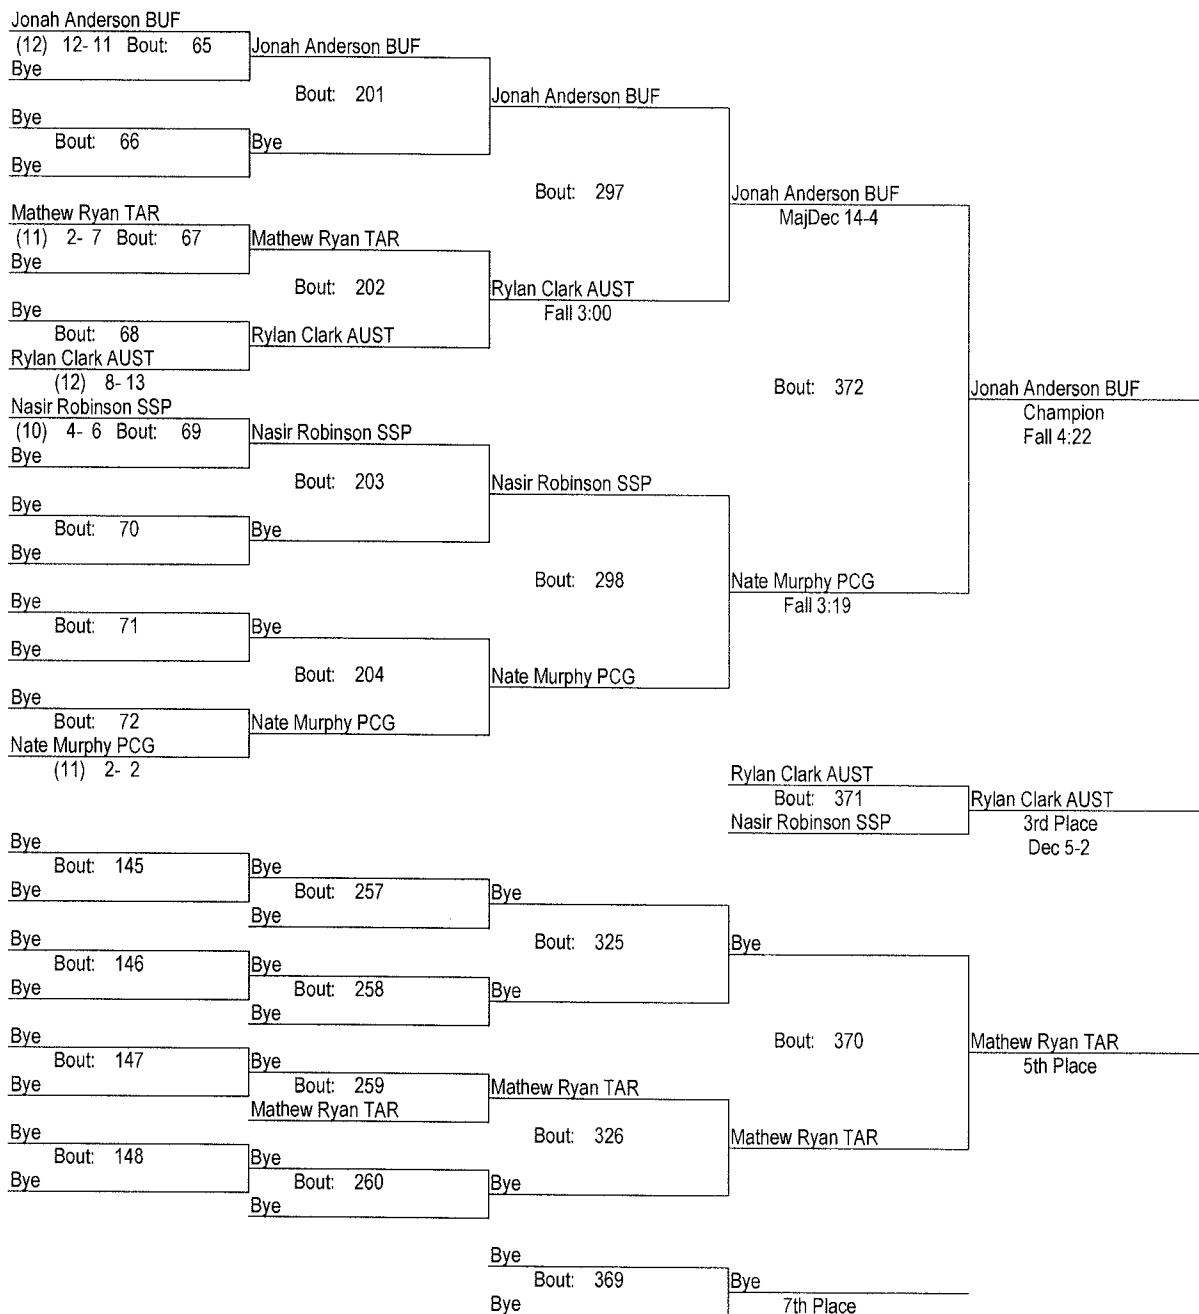 Jonah Anderson BUF
(12) 12- 11 Bout: 65
Bye
Jonah Anderson BUF
Bout: 201
Bye
Bout: 66
Bye
Bye
Jonah Anderson BUF
Bout: 297
Mathew Ryan TAR
(11) 2- 7 Bout: 67
Bye
Mathew Ryan TAR
Bout: 202
Bye
Bout: 68
Rylan Clark AUST
(12) 8- 13
Rylan Clark AUST
Rylan Clark AUST
Fall 3:00
Jonah Anderson BUF
MajDec 14-4
Bout: 372
Nasir Robinson SSP
(10) 4- 6 Bout: 69
Bye
Nasir Robinson SSP
Bout: 203
Bye
Bout: 70
Bye
Bye
Nasir Robinson SSP
Bout: 298
Bye
Bout: 71
Bye
Bye
Bout: 204
Bye
Bout: 72
Nate Murphy PCG
(11) 2- 2
Nate Murphy PCG
Nate Murphy PCG
Nate Murphy PCG
Fall 3:19
Jonah Anderson BUF
Champion
Fall 4:22
Rylan Clark AUST
Bout: 371
Nasir Robinson SSP
Rylan Clark AUST
3rd Place
Dec 5-2
Bye
Bout: 145
Bye
Bye
Bout: 257
Bye
Bye
Bout: 325
Bye
Bout: 146
Bye
Bye
Bout: 258
Bye
Bye
Bye
Bout: 370
Bye
Bout: 147
Bye
Bye
Bout: 259
Mathew Ryan TAR
Mathew Ryan TAR
Bout: 326
Bye
Bout: 148
Bye
Bye
Bout: 260
Bye
Bye
Mathew Ryan TAR
Mathew Ryan TAR
5th Place
Bye
Bout: 369
Bye
Bye
7th Place